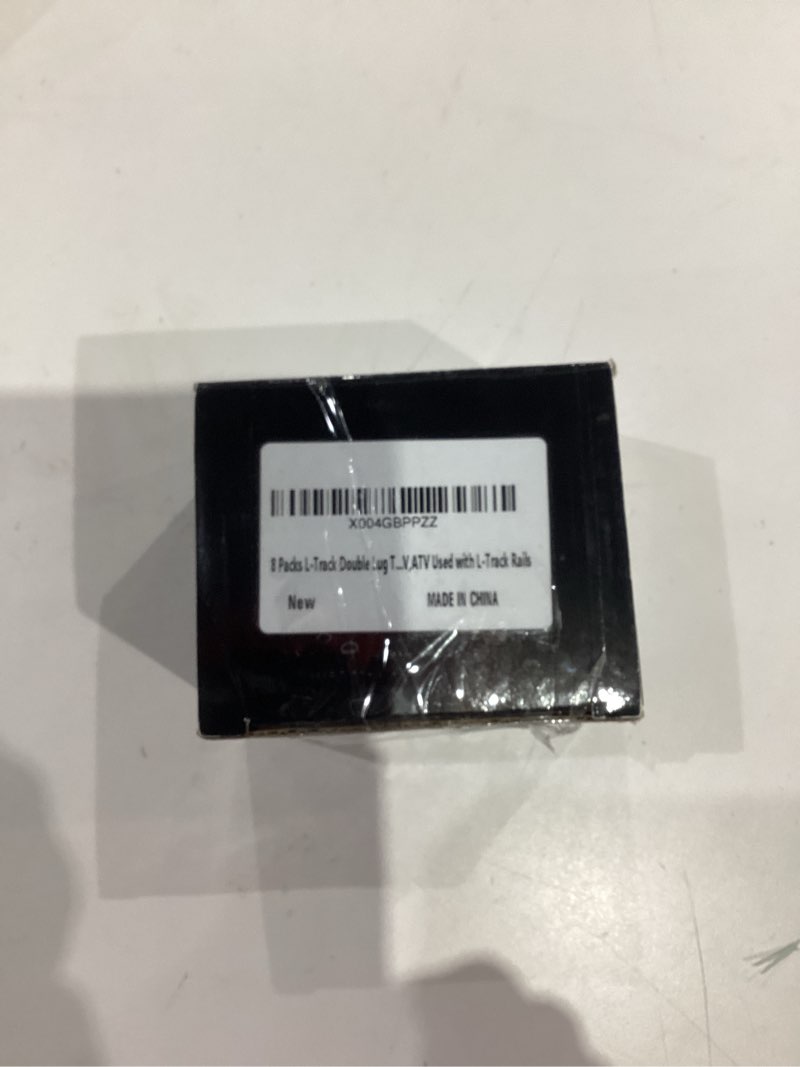 X004GBPPZZ
8 Packs L-Track Double Lug T...V,ATV Used with L-Track Rails
New
MADE IN CHINA